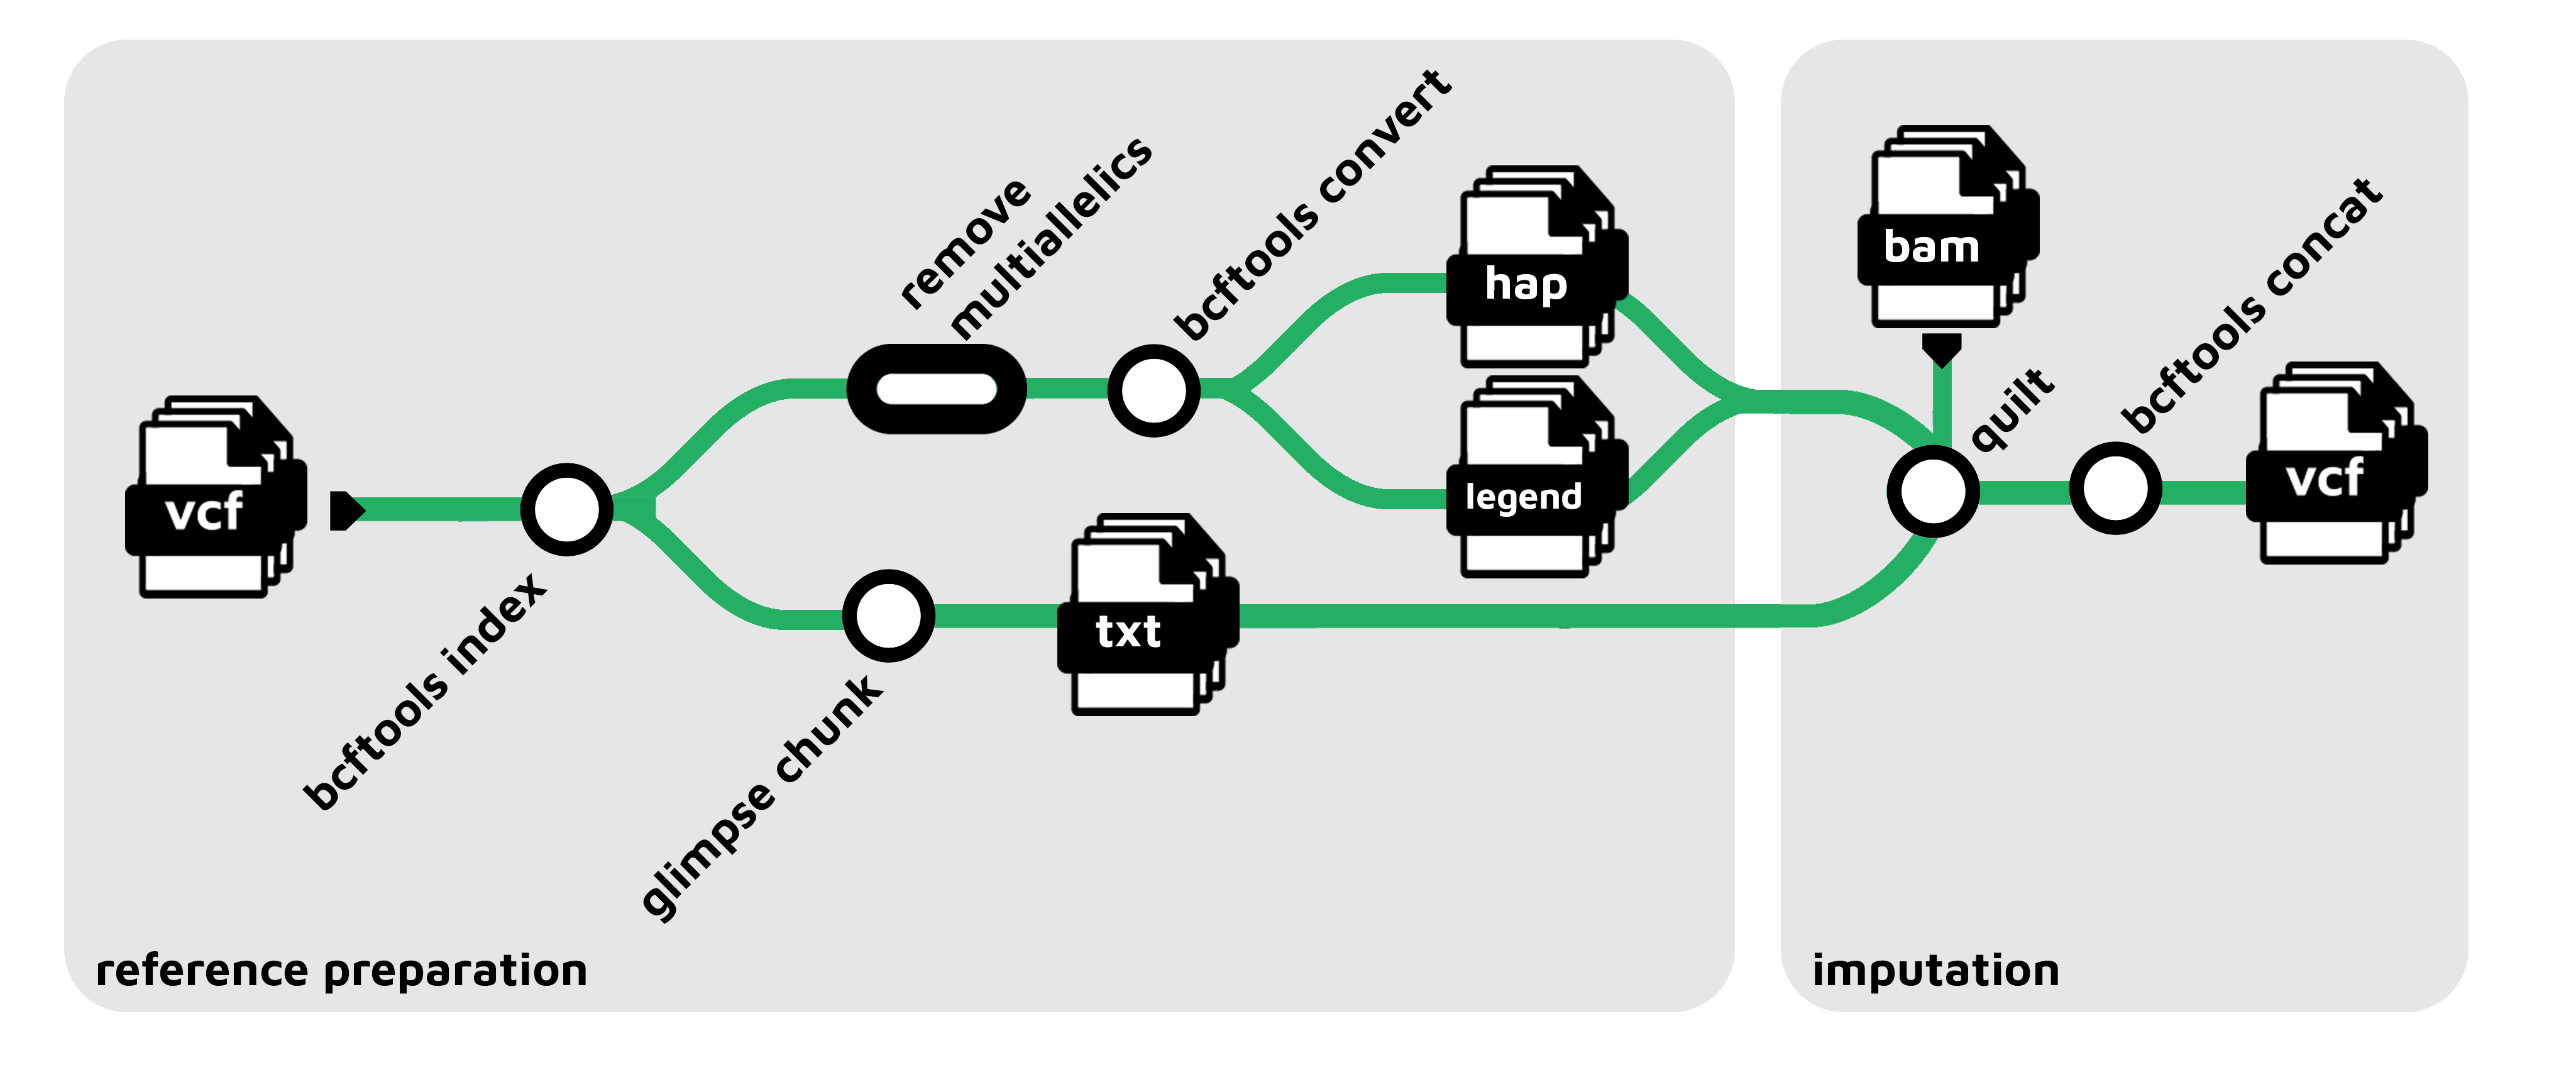 vcf
bcftools index
remove
multiallelics
bcftools convert
hap
legend
glimpse chunk
txt
reference preparation
bam
quilt
bcftools concat
vcf
imputation